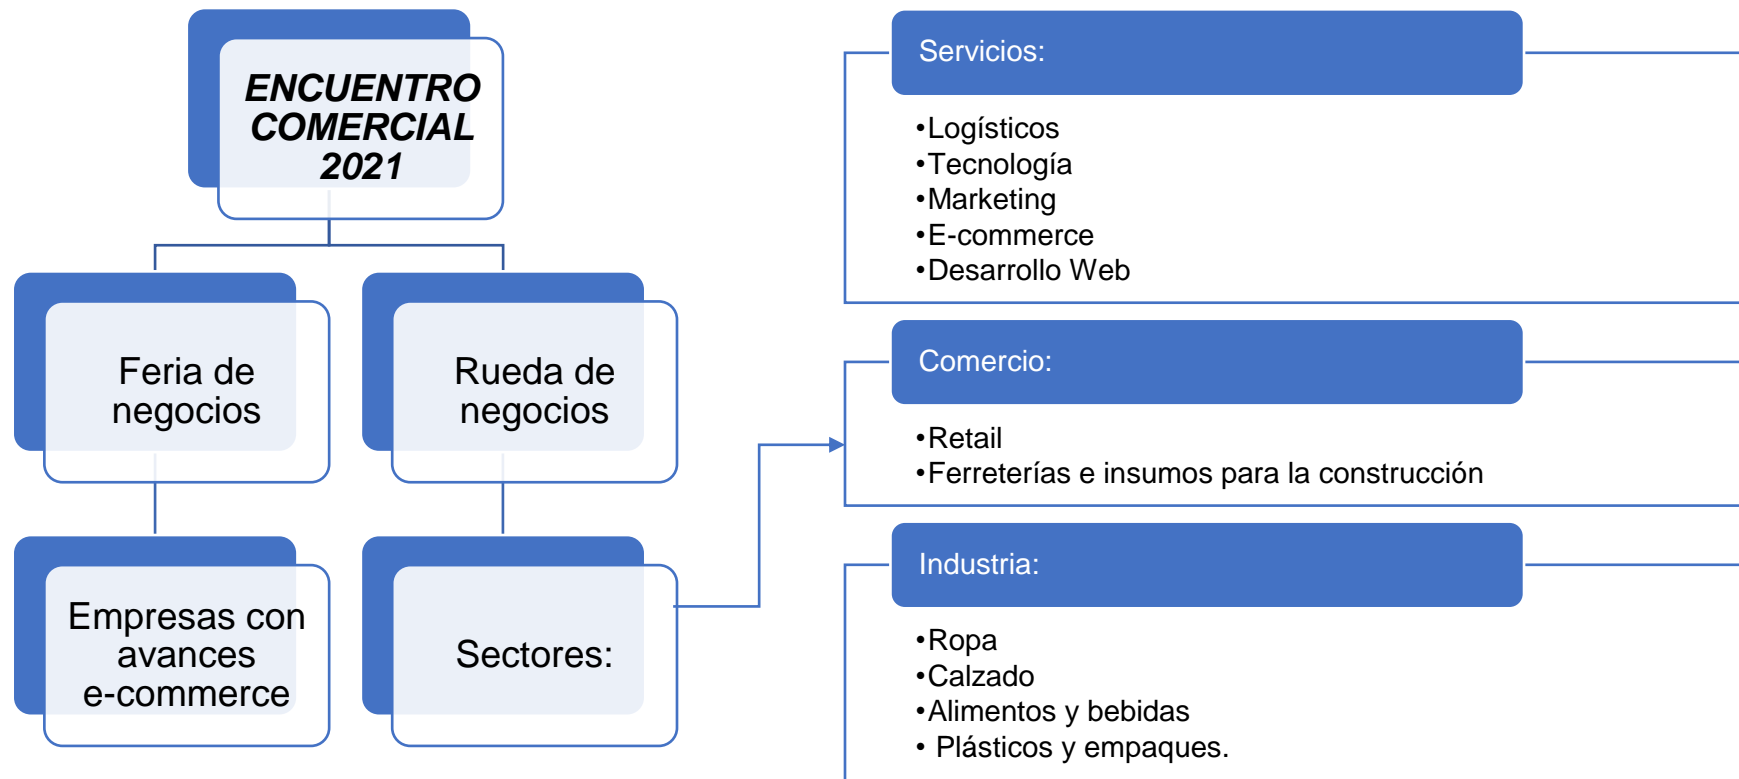 ENCUENTRO
COMERCIAL
2021
Feria de
negocios
Rueda de
negocios
Empresas con
avances
e-commerce
Sectores:
Servicios:
•Logísticos
•Tecnología
•Marketing
•E-commerce
•Desarrollo Web
Comercio:
•Retail
•Ferreterías e insumos para la construcción
Industria:
•Ropa
•Calzado
•Alimentos y bebidas
• Plásticos y empaques.